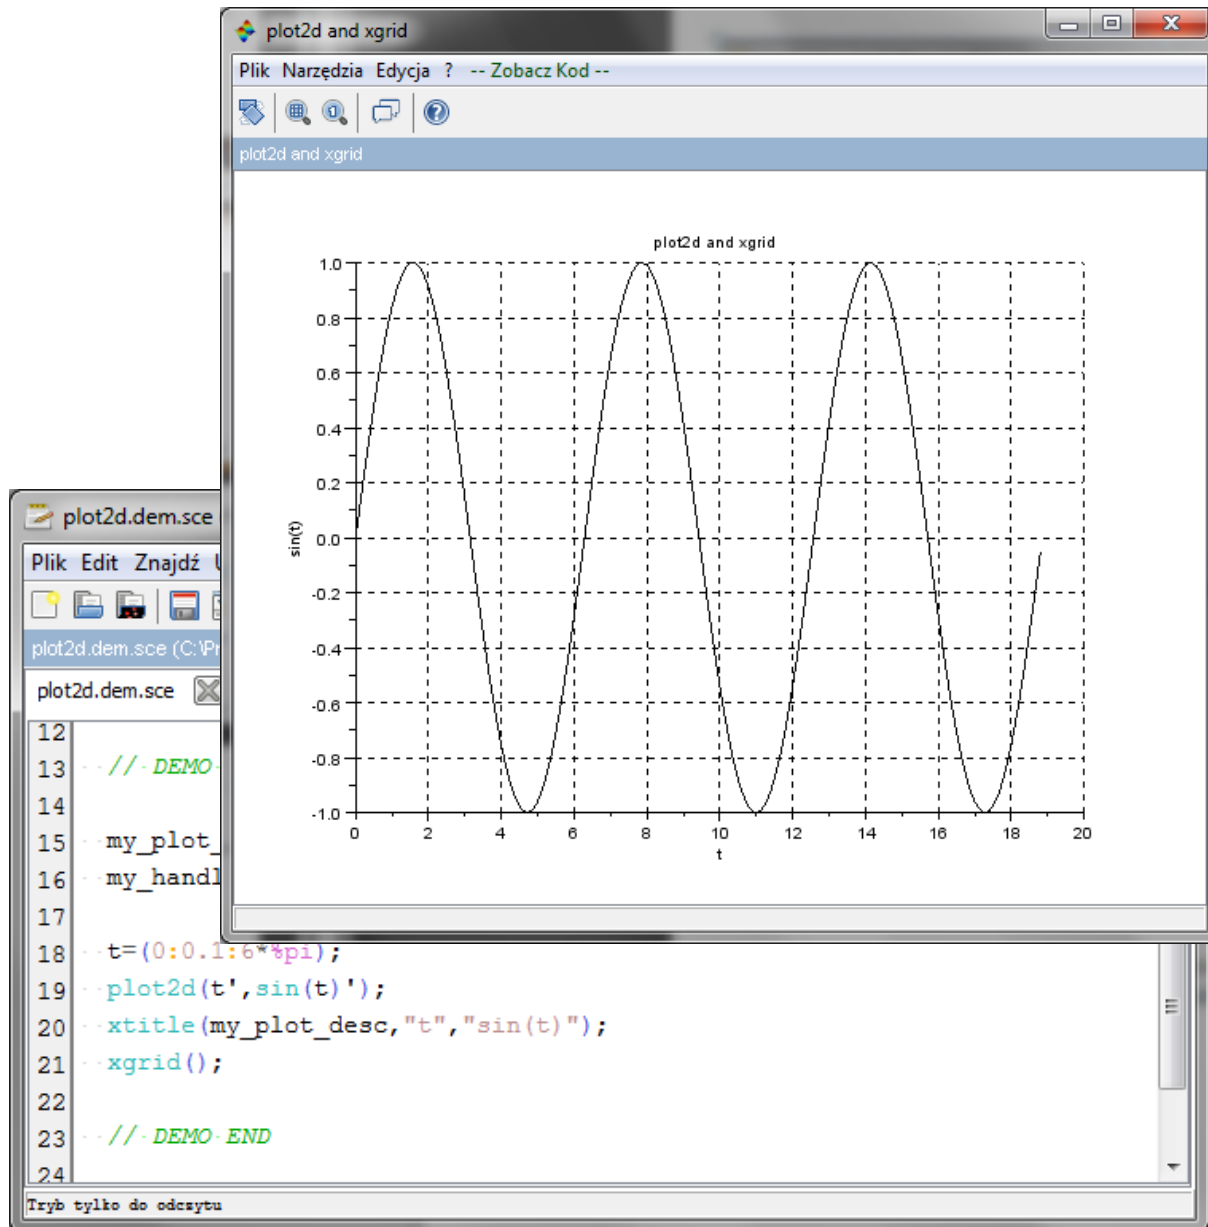 plot2d and xgrid
Plik Narzędzia Edycja ? -- Zobacz Kod --
plot2d and xgrid
plot2d and xgrid
1.0
0.8
0.6
0.4
0.2
0.0
-0.2
-0.4
-0.6
-0.8
-1.0
sin(t)
0 2 4 6 8 10 12 14 16 18 20
t
plot2d.dem.sce
Plik Edit Znajdź
plot2d.dem.sce (C:\Pr
plot2d.dem.sce
12
13 // DEMO
14
15 my_plot_
16 my_handl
17
18 t=(0:0.1:6*%pi);
19 plot2d(t',sin(t)');
20 xtitle(my_plot_desc,"t","sin(t)");
21 xgrid();
22
23 // DEMO END
24
Tryb tylko do odczytu